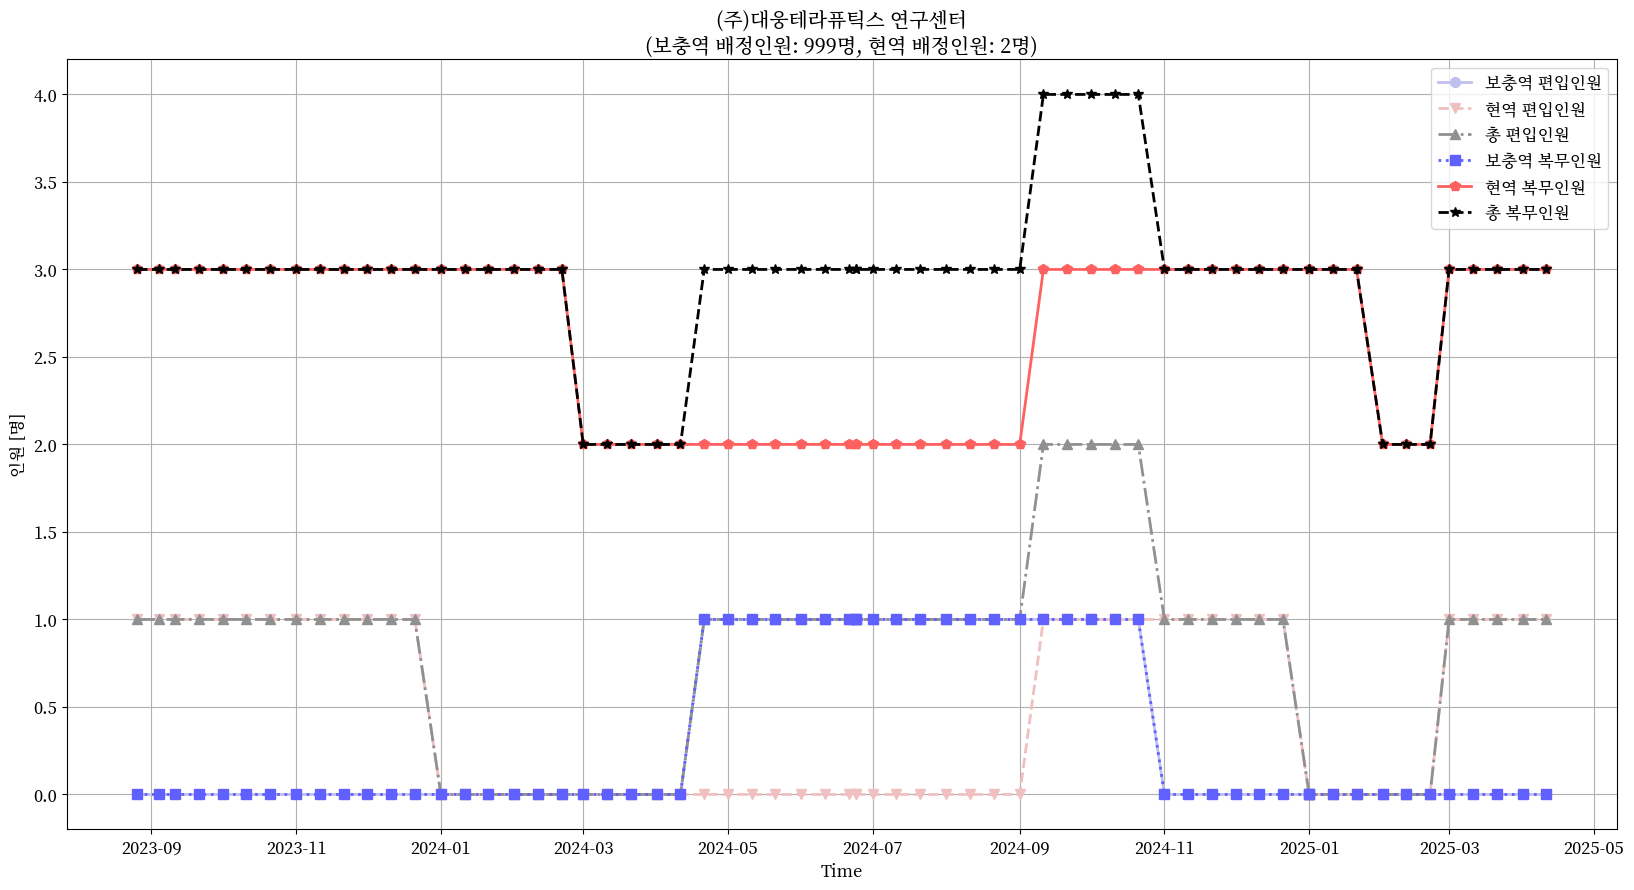 (주)대웅테라퓨틱스 연구센터
(보충역 배정인원: 999명, 현역 배정인원: 2명)
보충역 편입인원
현역 편입인원
총 편입인원
보충역 복무인원
현역 복무인원
총 복무인원
인원 [명]
4.0
3.5
3.0
2.5
2.0
1.5
1.0
0.5
0.0
2023-09 2023-11 2024-01 2024-03 2024-05 2024-07 2024-09 2024-11 2025-01 2025-03 2025-05
Time